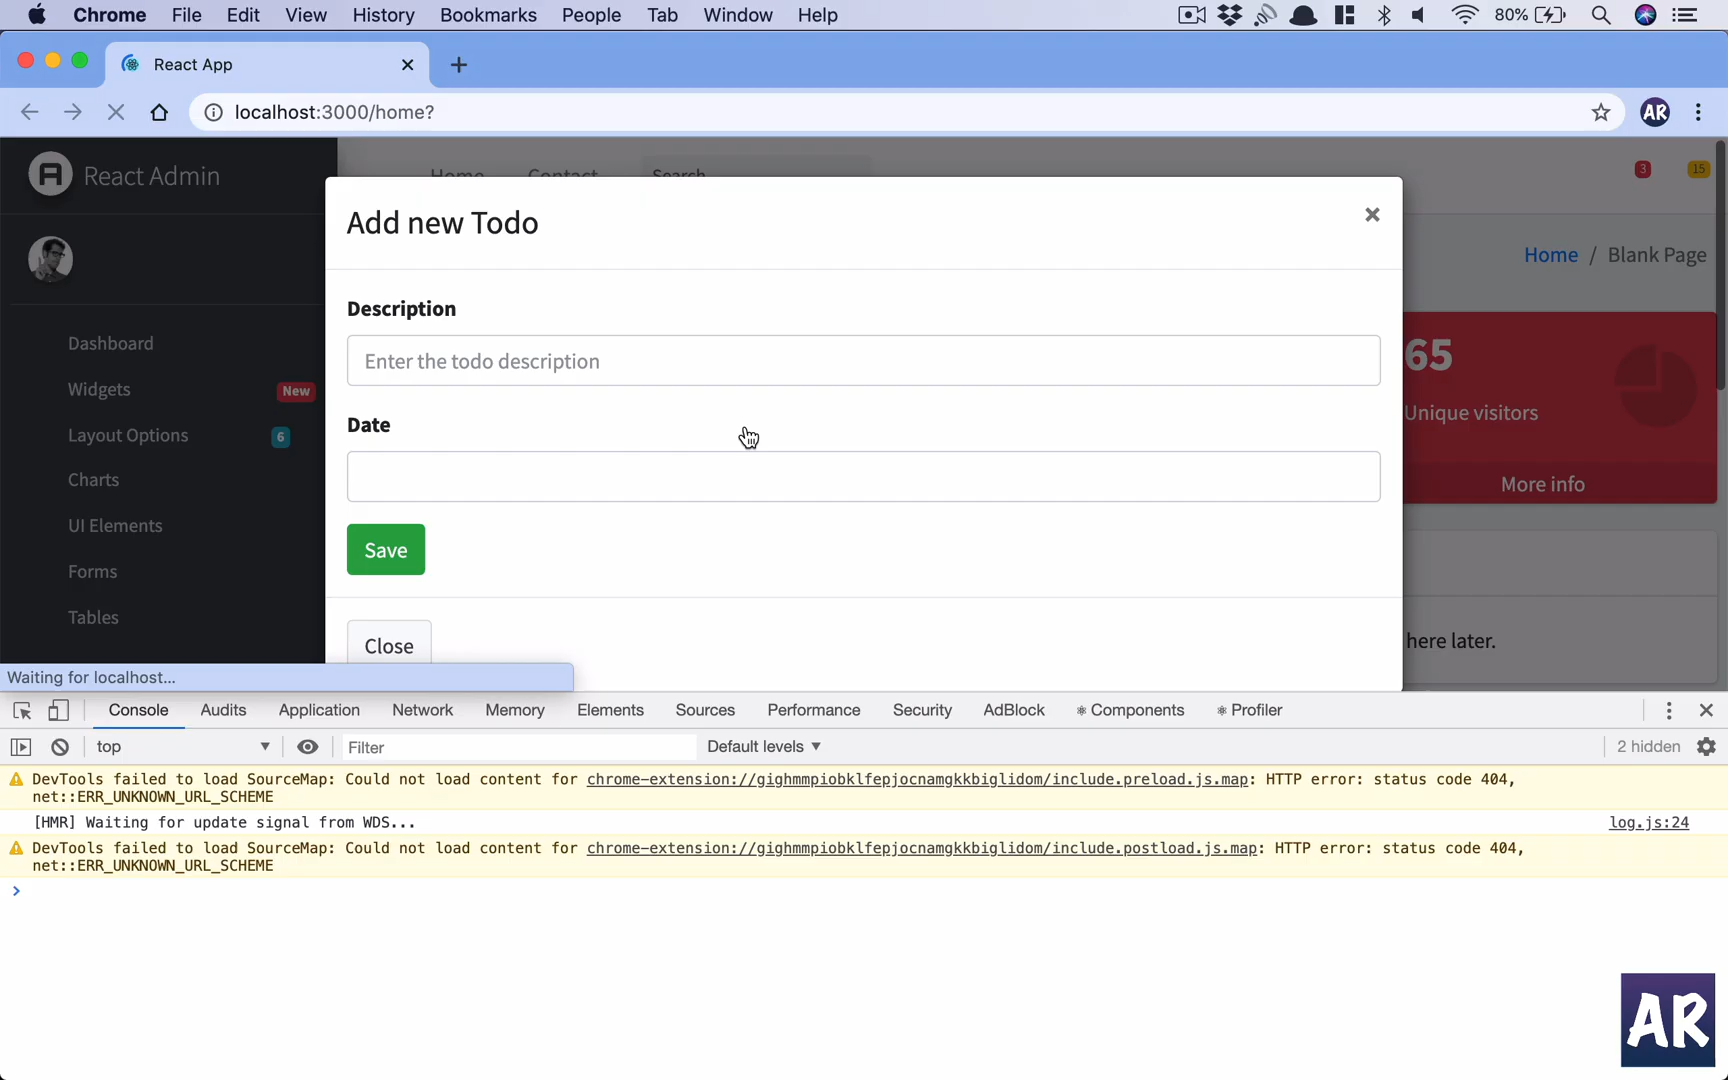 Chrome File Edit View History Bookmarks People Tab Window Help 80%
React App
localhost:3000/home?
AR
React Admin
Home Contact Search
3
15
Add new Todo
×
Home / Blank Page
Description
Enter the todo description
Date
Save
Close
Dashboard
Widgets New
Layout Options 6
Charts
UI Elements
Forms
Tables
65
Unique visitors
More info
here later.
Waiting for localhost...
Console Audits Application Network Memory Elements Sources Performance Security AdBlock Components Profiler
top Filter Default levels 2 hidden
DevTools failed to load SourceMap: Could not load content for chrome-extension://gighmmpiobklfepjocnamgkkbiglidom/include.preload.js.map: HTTP error: status code 404,
net::ERR_UNKNOWN_URL_SCHEME
[HMR] Waiting for update signal from WDS... log.js:24
DevTools failed to load SourceMap: Could not load content for chrome-extension://gighmmpiobklfepjocnamgkkbiglidom/include.postload.js.map: HTTP error: status code 404,
net::ERR_UNKNOWN_URL_SCHEME
>
AR